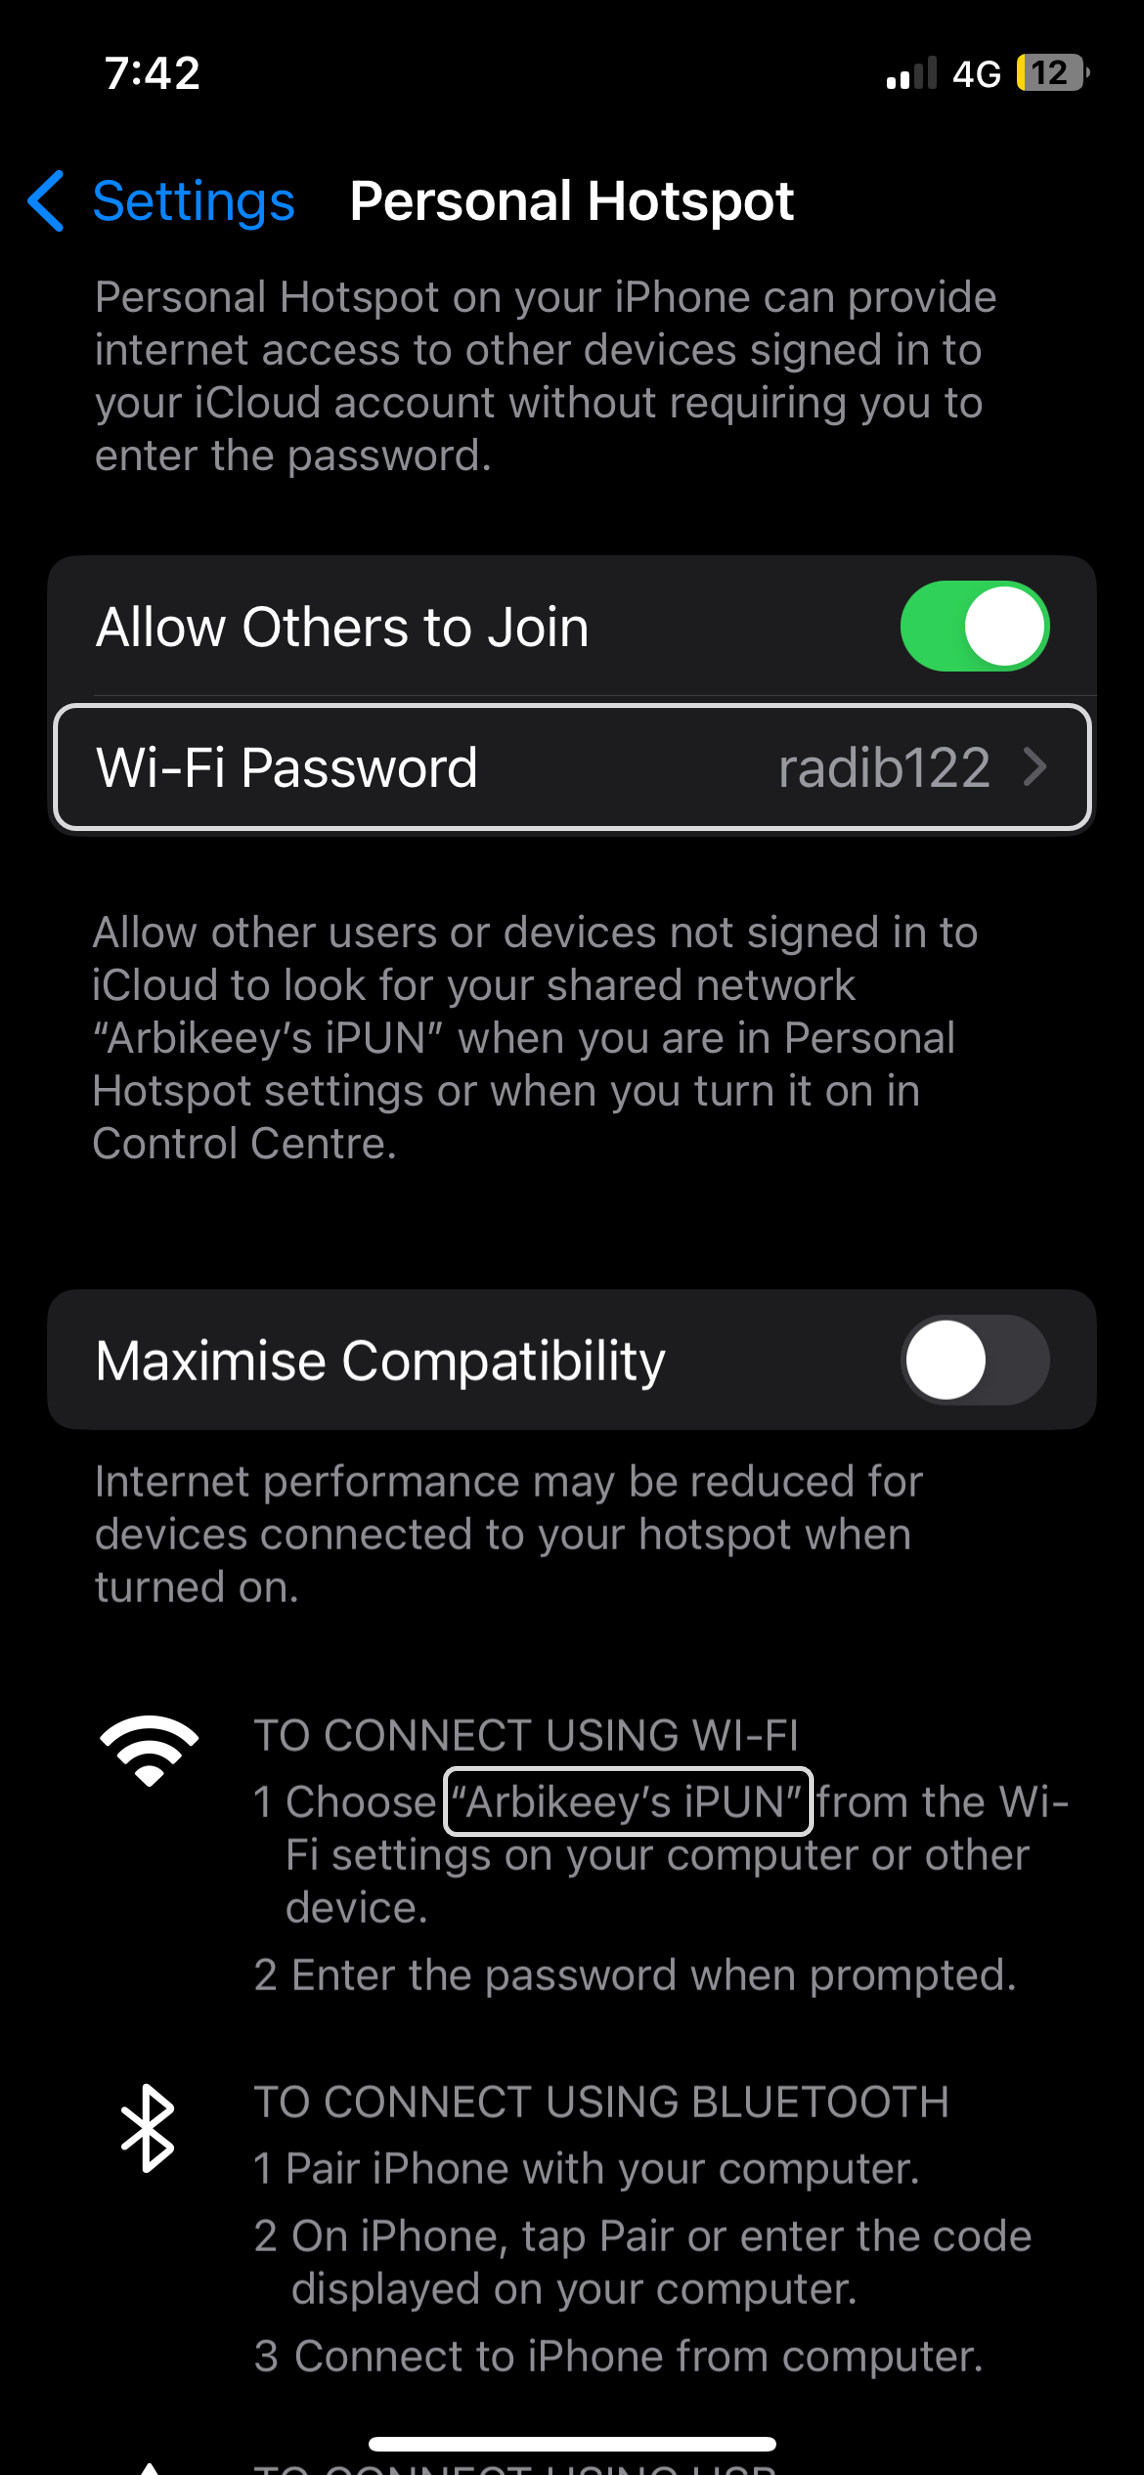 7:42
4G
12
Settings
Personal Hotspot
Personal Hotspot on your iPhone can provide
internet access to other devices signed in to
your iCloud account without requiring you to
enter the password.
Allow Others to Join
Wi-Fi Password
radib122
Allow other users or devices not signed in to
iCloud to look for your shared network
“Arbikeey’s iPUN” when you are in Personal
Hotspot settings or when you turn it on in
Control Centre.
Maximise Compatibility
Internet performance may be reduced for
devices connected to your hotspot when
turned on.
TO CONNECT USING WI-FI
1 Choose “Arbikeey’s iPUN” from the Wi-
Fi settings on your computer or other
device.
2 Enter the password when prompted.
TO CONNECT USING BLUETOOTH
1 Pair iPhone with your computer.
2 On iPhone, tap Pair or enter the code
displayed on your computer.
3 Connect to iPhone from computer.
TO CONNECT USING USB